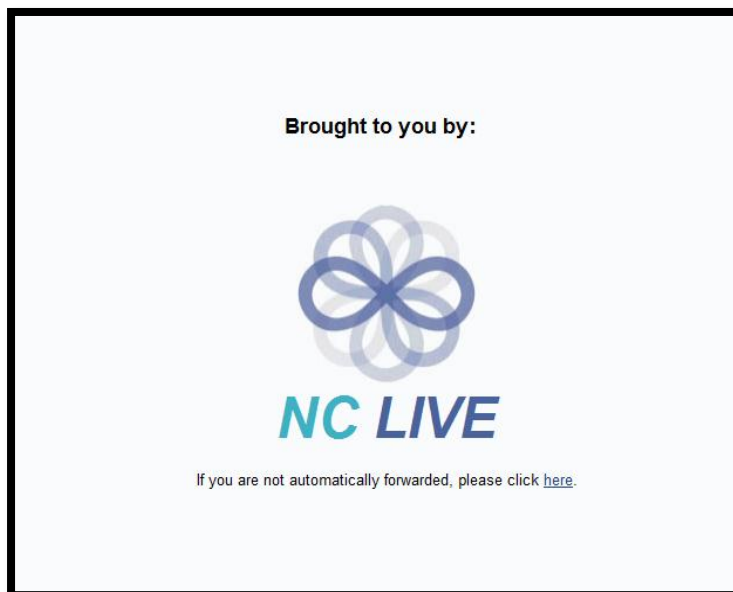 Brought to you by:
NC LIVE
If you are not automatically forwarded, please click here.